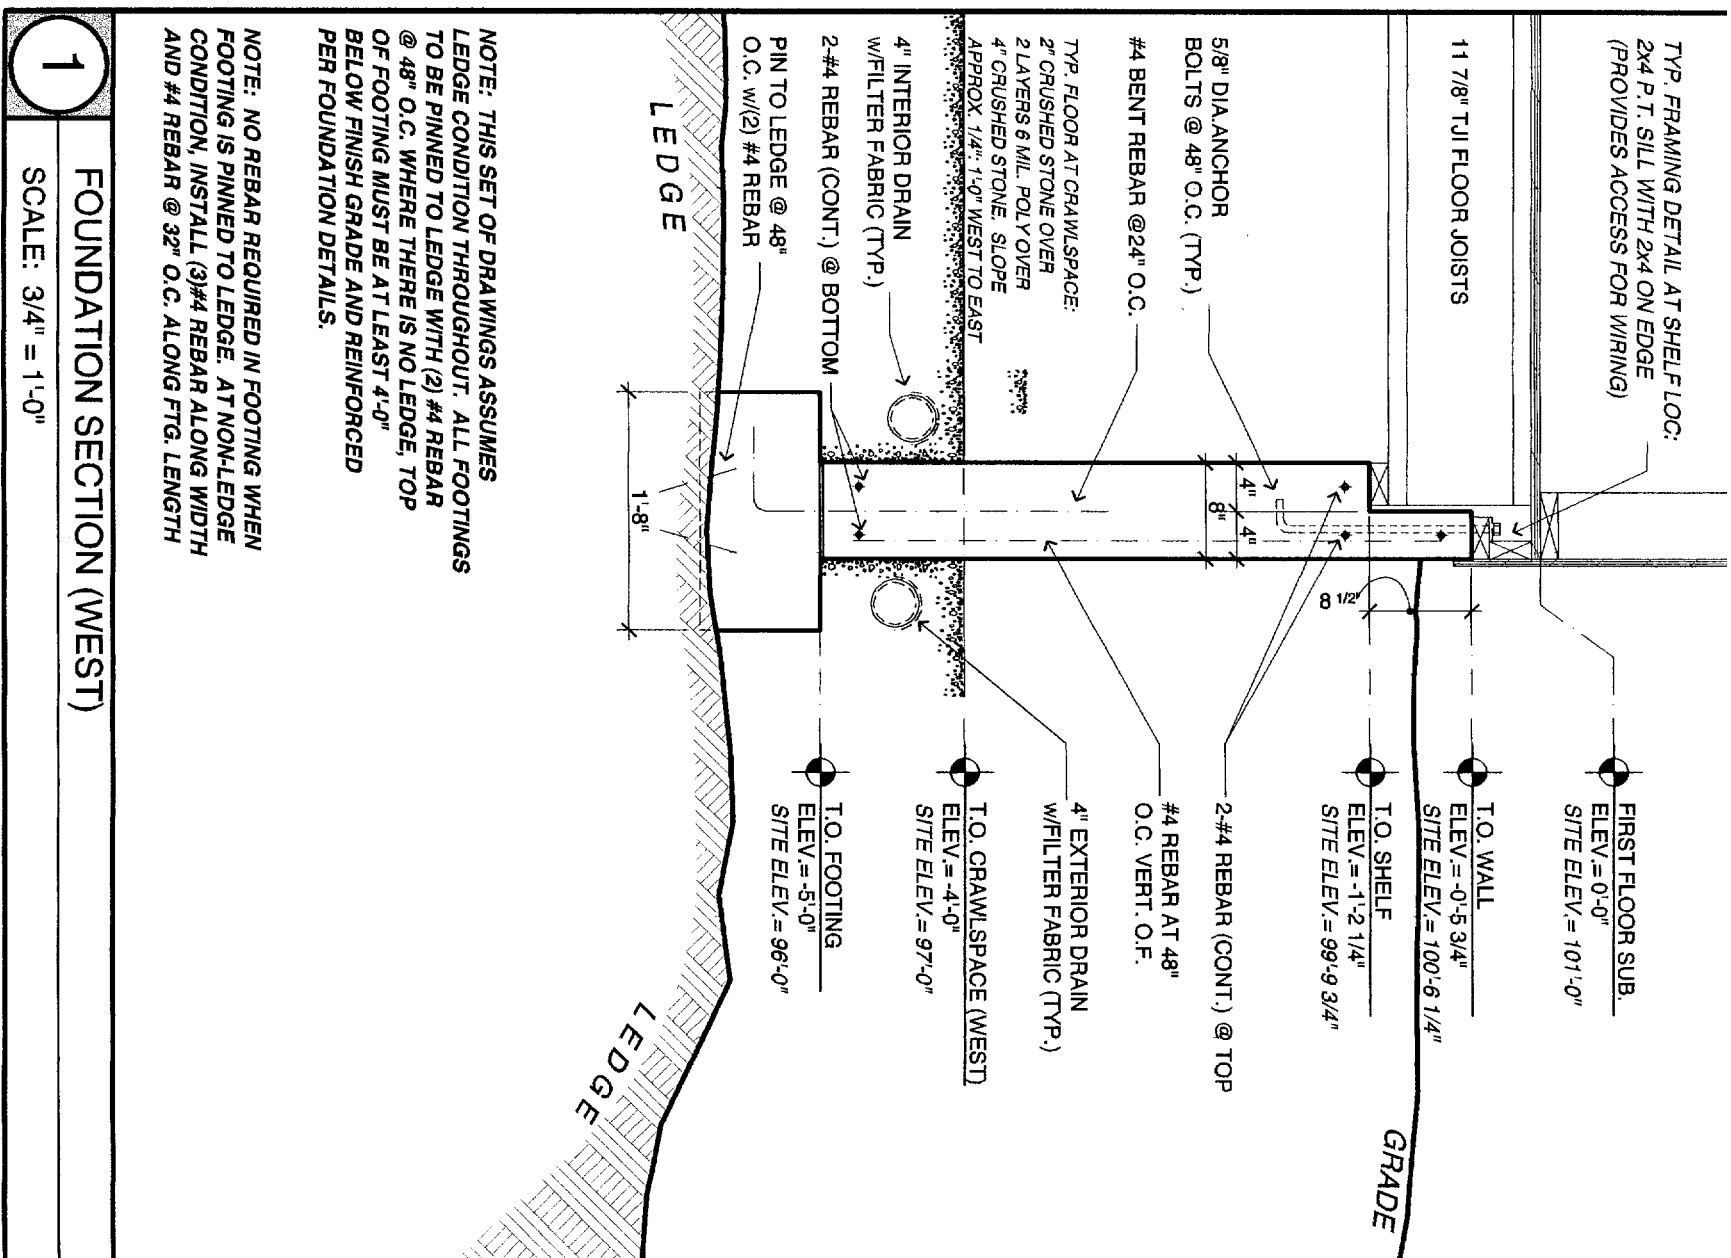 TYP. FRAMING DETAIL AT SHELF LOC:
2x4 P.T. SILL WITH 2x4 ON EDGE
(PROVIDES ACCESS FOR WIRING)
11 7/8" TJI FLOOR JOISTS
5/8" DIA.ANCHOR
BOLTS @ 48" O.C. (TYP.)
#4 BENT REBAR @24" O.C.
TYP. FLOOR AT CRAWLSPACE:
2" CRUSHED STONE OVER
2 LAYERS 6 MIL. POLY OVER
4" CRUSHED STONE. SLOPE
APPROX. 1/4": 1'-0" WEST TO EAST
4" INTERIOR DRAIN
w/FILTER FABRIC (TYP.)
2-#4 REBAR (CONT.) @ BOTTOM
PIN TO LEDGE @ 48"
O.C. w/(2) #4 REBAR
LEDGE
4"
8"
4"
8 1/2"
1'-8"
FIRST FLOOR SUB.
ELEV.= 0'-0"
SITE ELEV.= 101'-0"
T.O. WALL
ELEV.= -0'-5 3/4"
SITE ELEV.= 100'-6 1/4"
T.O. SHELF
ELEV.= -1'-2 1/4"
SITE ELEV.= 99'-9 3/4"
GRADE
2-#4 REBAR (CONT.) @ TOP
#4 REBAR AT 48"
O.C. VERT. O.F.
4" EXTERIOR DRAIN
w/FILTER FABRIC (TYP.)
T.O. CRAWLSPACE (WEST)
ELEV.= -4'-0"
SITE ELEV.= 97'-0"
T.O. FOOTING
ELEV.= -5'-0"
SITE ELEV.= 96'-0"
LEDGE
NOTE: THIS SET OF DRAWINGS ASSUMES
LEDGE CONDITION THROUGHOUT. ALL FOOTINGS
TO BE PINNED TO LEDGE WITH (2) #4 REBAR
@ 48" O.C. WHERE THERE IS NO LEDGE, TOP
OF FOOTING MUST BE AT LEAST 4'-0"
BELOW FINISH GRADE AND REINFORCED
PER FOUNDATION DETAILS.
NOTE: NO REBAR REQUIRED IN FOOTING WHEN
FOOTING IS PINNED TO LEDGE. AT NON-LEDGE
CONDITION, INSTALL (3)#4 REBAR ALONG WIDTH
AND #4 REBAR @ 32" O.C. ALONG FTG. LENGTH
1
FOUNDATION SECTION (WEST)
SCALE: 3/4" = 1'-0"